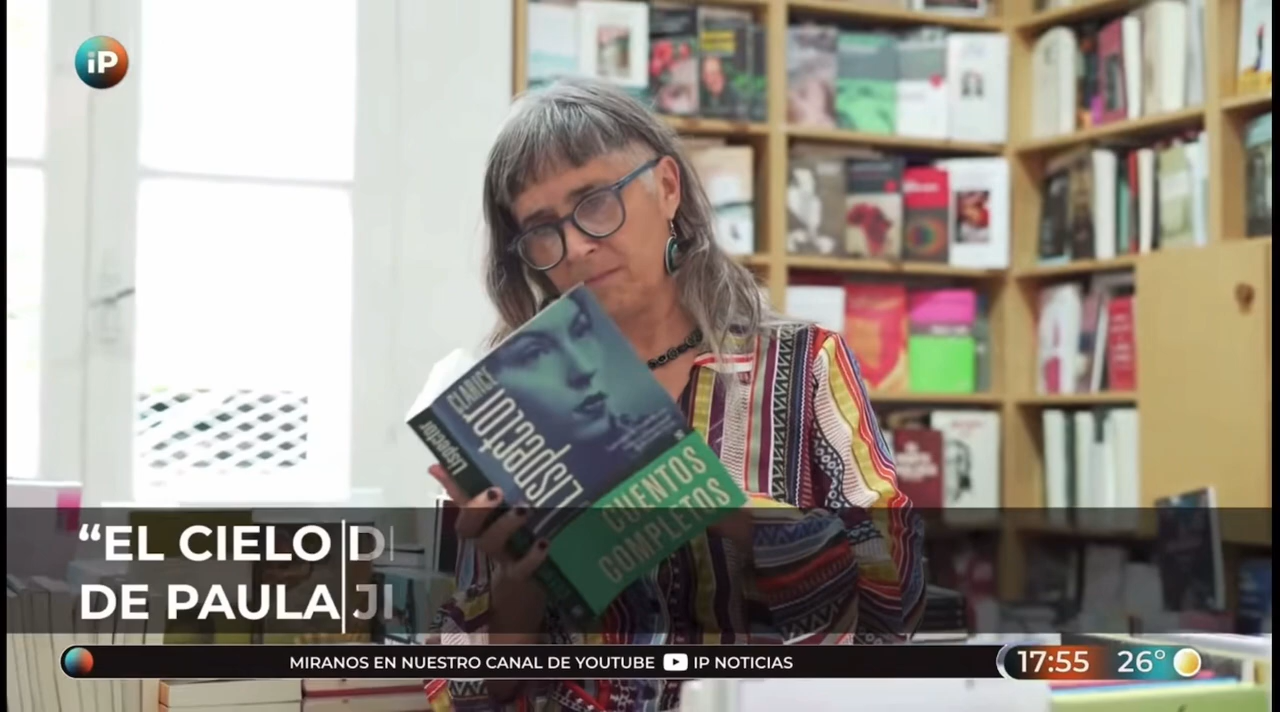 iP
CLARICE
Lispector
Lispector
CUENTOS
COMPLETOS
“EL CIELO DE
DE PAULA JI
MIRANOS EN NUESTRO CANAL DE YOUTUBE IP NOTICIAS
17:55 26°